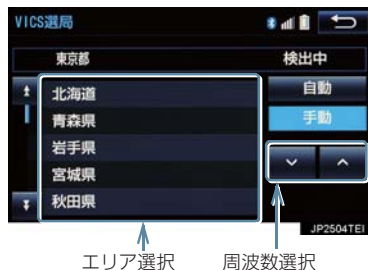 VICS選局
東京都 検出中
北海道 自動
青森県 手動
岩手県
宮城県
秋田県
JP2504TEI
エリア選択 周波数選択